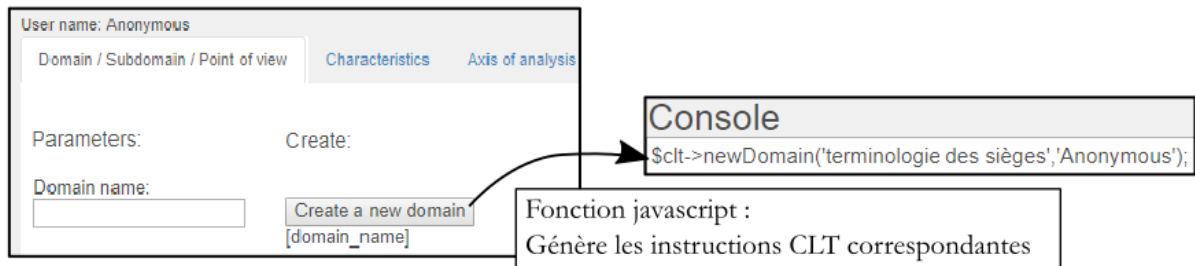 User name: Anonymous
Domain / Subdomain / Point of view
Characteristics
Axis of analysis
Parameters:
Create:
Domain name:
Create a new domain
[domain_name]
Console
$clt->newDomain('terminologie des sièges','Anonymous');
Fonction javascript :
Génère les instructions CLT correspondantes